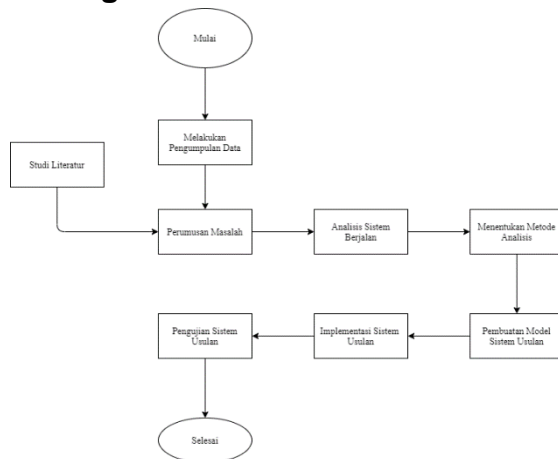 Mulai
Melakukan
Pengumpulan Data
Studi Literatur
Perumusan Masalah
Analisis Sistem
Berjalan
Menentukan Metode
Analisis
Pengujian Sistem
Usulan
Implementasi Sistem
Usulan
Pembuatan Model
Sistem Usulan
Selesai